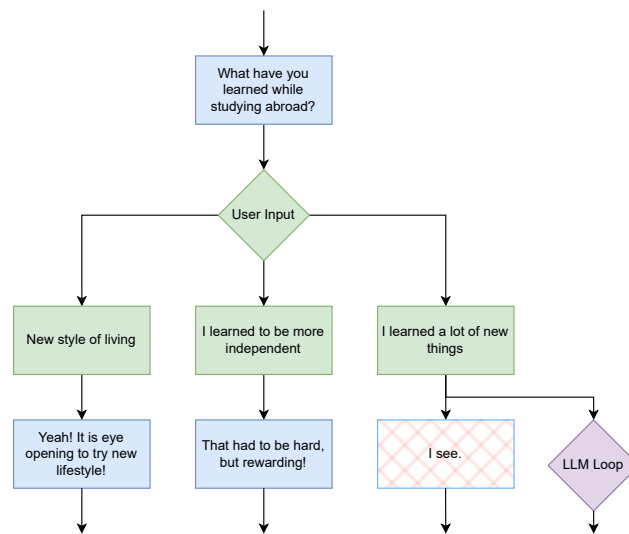 What have you
learned while
studying abroad?
User Input
New style of living
I learned to be more
independent
I learned a lot of new
things
Yeah! It is eye
opening to try new
lifestyle!
That had to be hard,
but rewarding!
I see.
LLM Loop